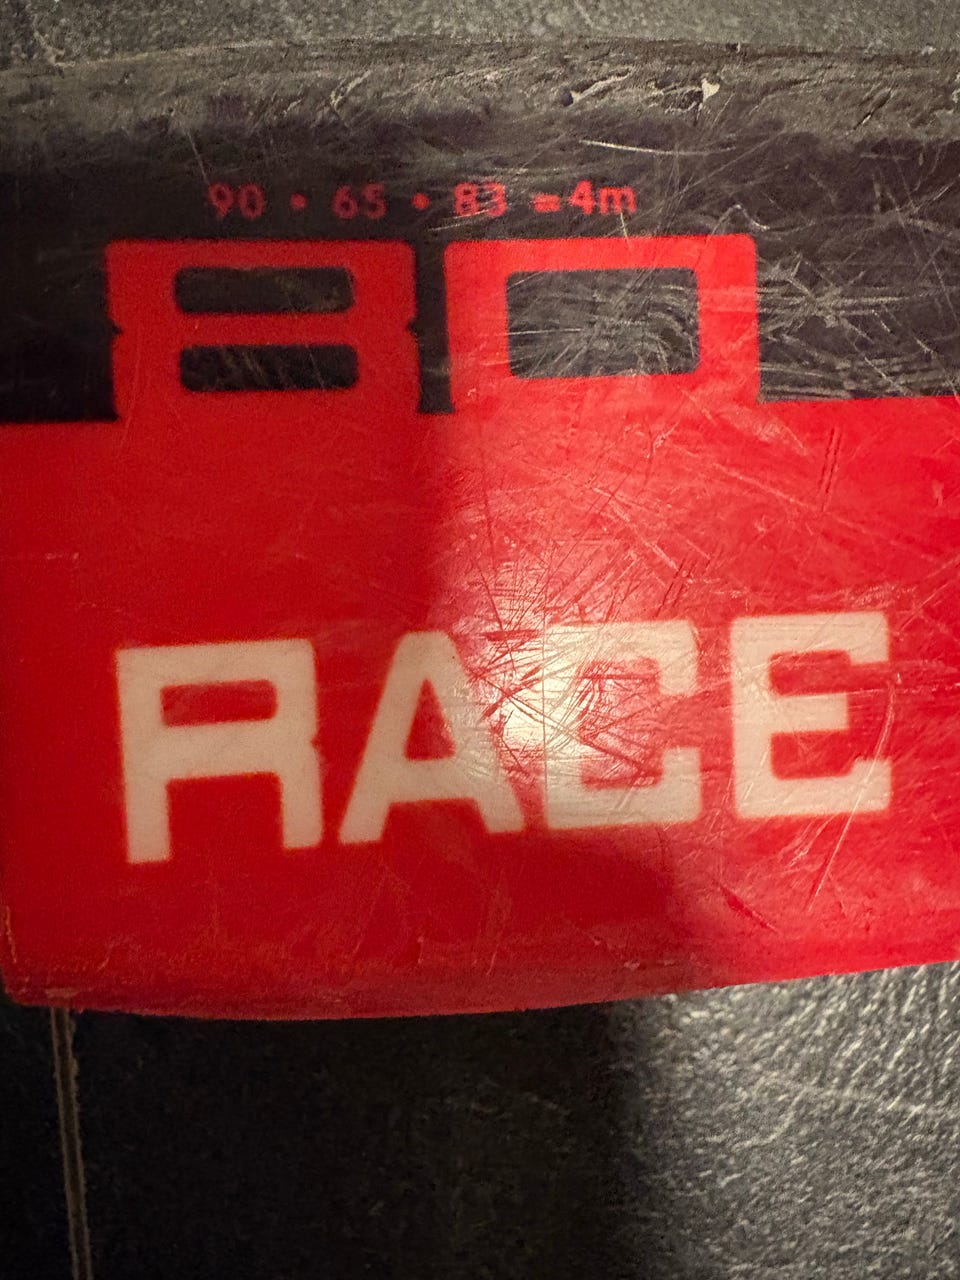 90 • 65 • 83 = 4m
80
RACE